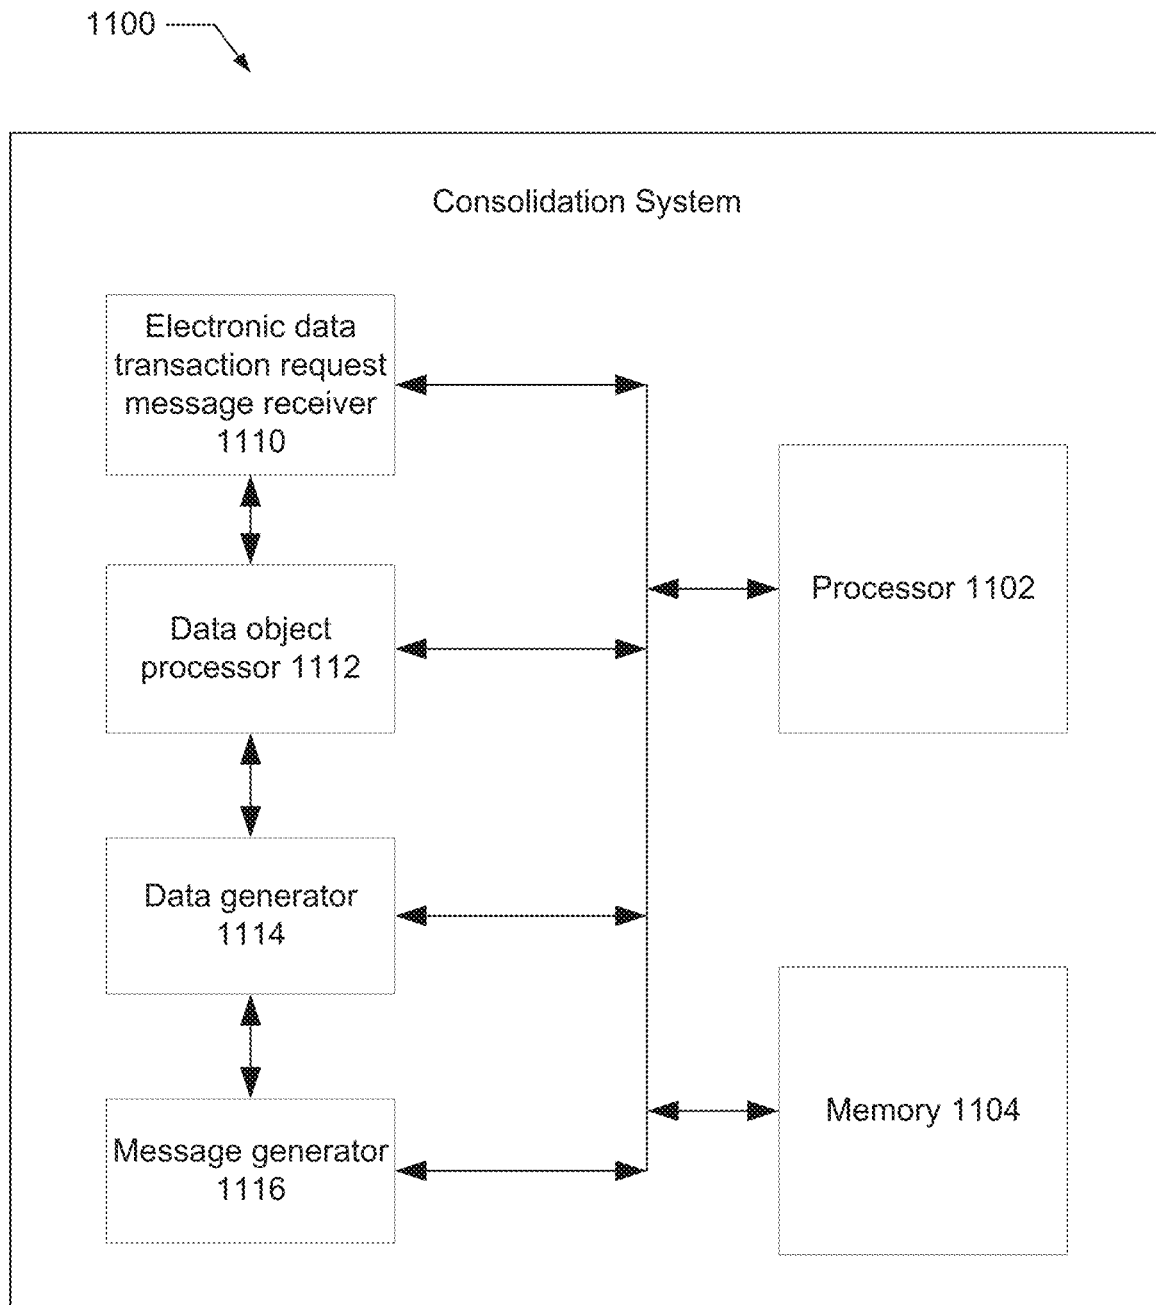 1100
Consolidation System
Electronic data
transaction request
message receiver
1110
Processor 1102
Data object
processor 1112
Data generator
1114
Memory 1104
Message generator
1116